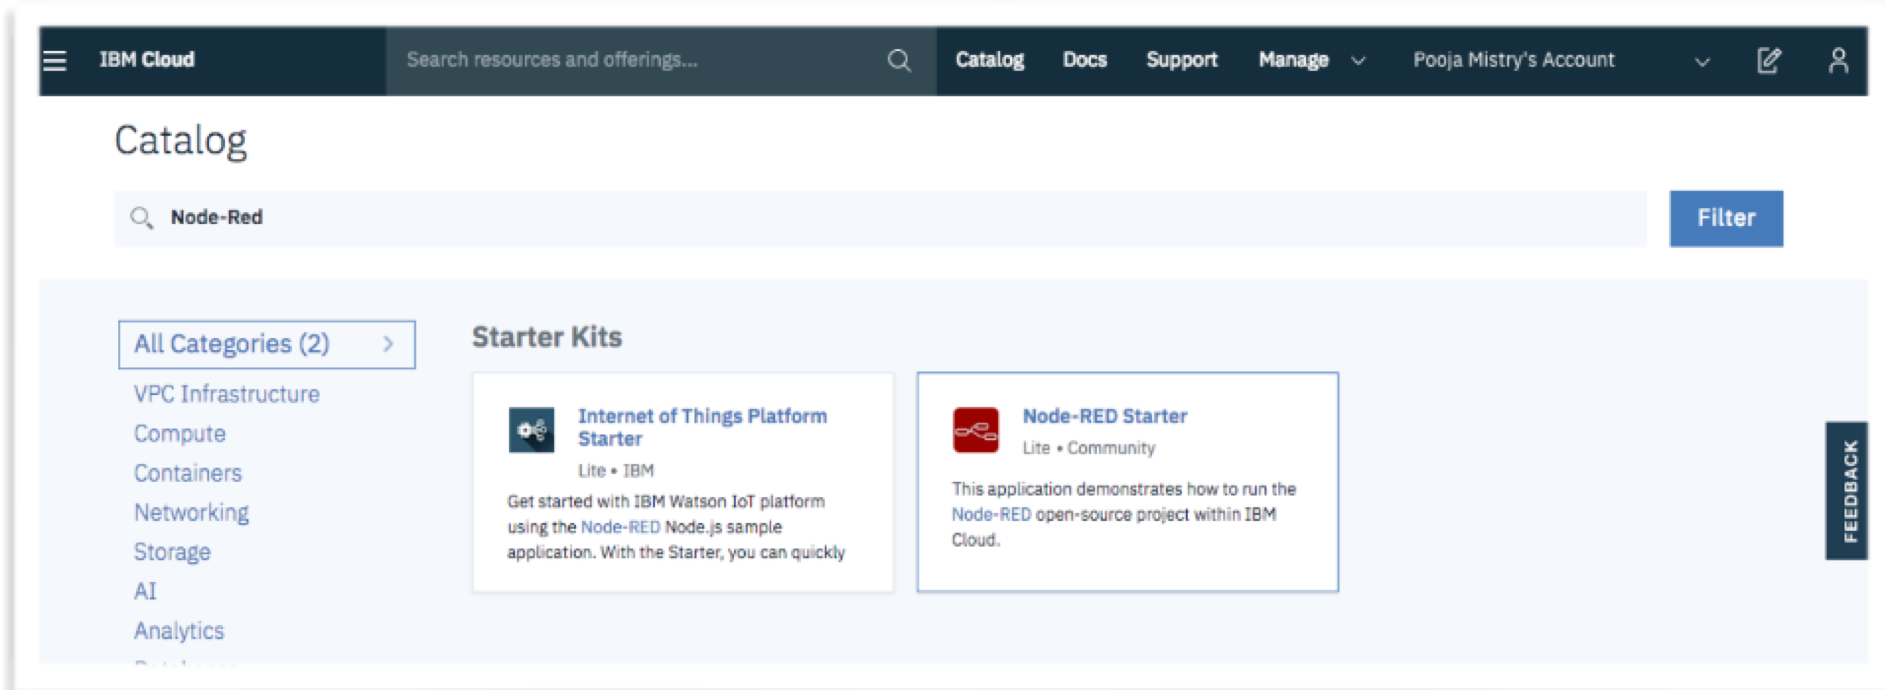 IBM Cloud
Search resources and offerings...
Catalog
Docs
Support
Manage
Pooja Mistry's Account
Catalog
Node-Red
Filter
All Categories (2)
VPC Infrastructure
Compute
Containers
Networking
Storage
AI
Analytics
Starter Kits
Internet of Things Platform
Starter
Lite • IBM
Get started with IBM Watson IoT platform
using the Node-RED Node.js sample
application. With the Starter, you can quickly
Node-RED Starter
Lite • Community
This application demonstrates how to run the
Node-RED open-source project within IBM
Cloud.
FEEDBACK